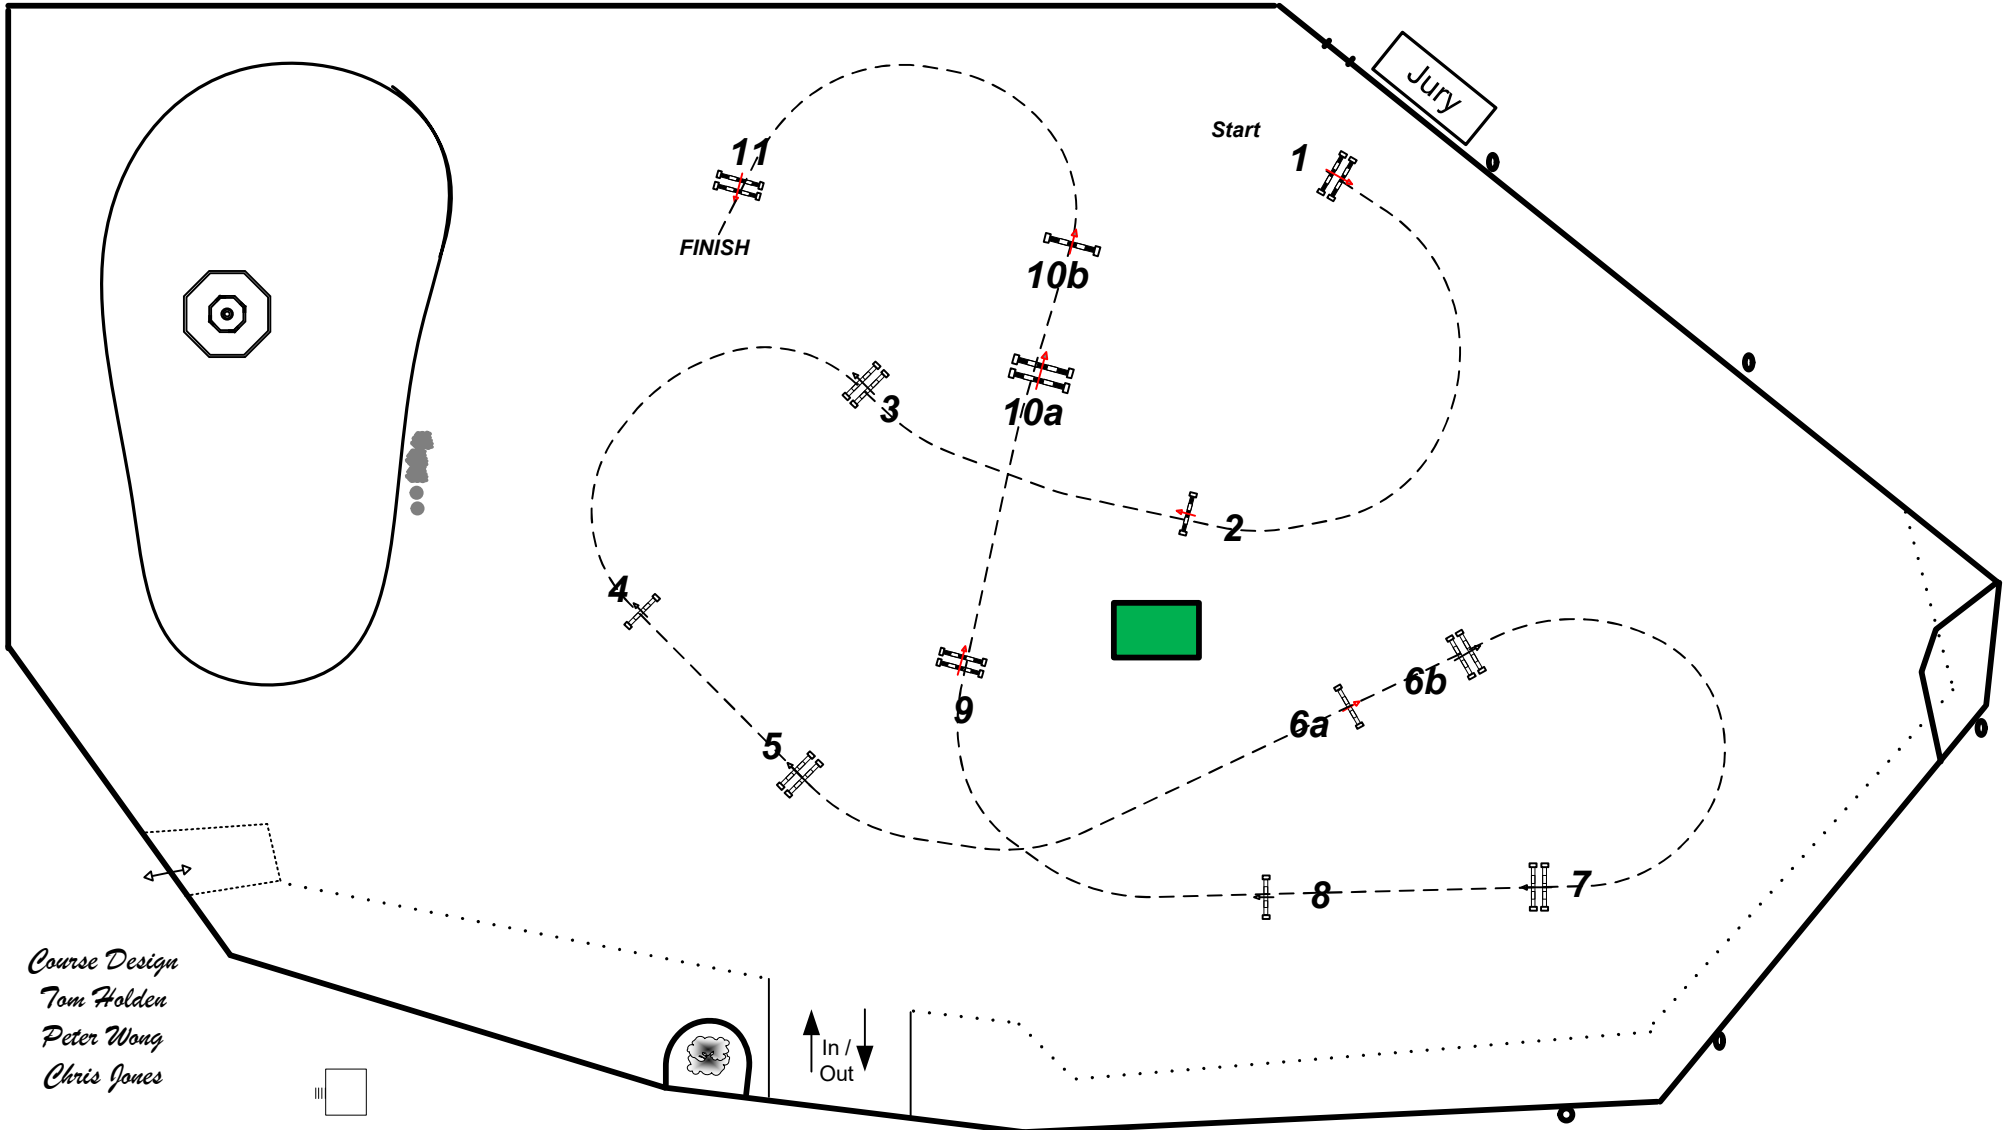 Jury
Start
1
11
FINISH
10b
10a
3
2
4
9
5
6b
6a
7
8
Course Design
Tom Holden
Peter Wong
Chris Jones
In /
Out